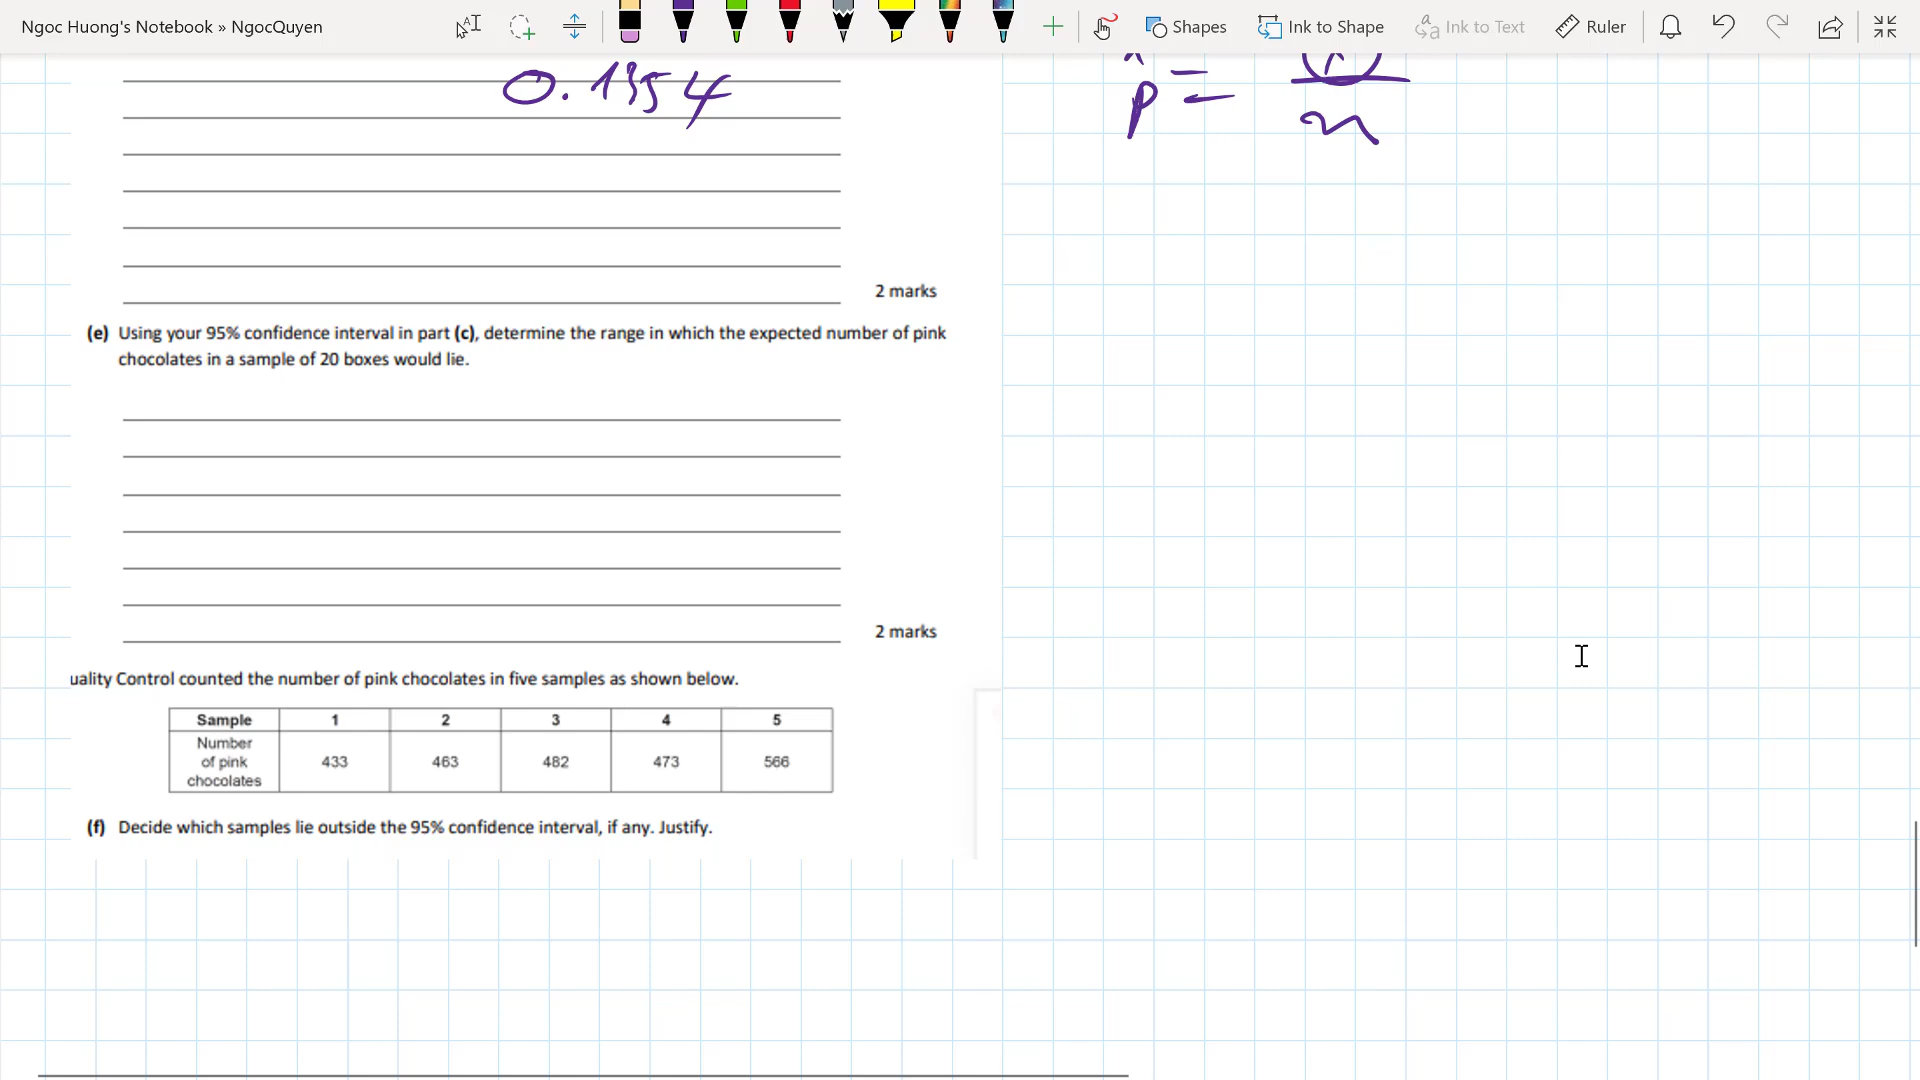 Ngoc Huong's Notebook » NgocQuyen
Shapes
Ink to Shape
Ink to Text
Ruler
0.1354
p =
n
2 marks
(e) Using your 95% confidence interval in part (c), determine the range in which the expected number of pink
chocolates in a sample of 20 boxes would lie.
2 marks
uality Control counted the number of pink chocolates in five samples as shown below.
Sample 1 2 3 4 5
Number of pink chocolates 433 463 482 473 566
(f) Decide which samples lie outside the 95% confidence interval, if any. Justify.